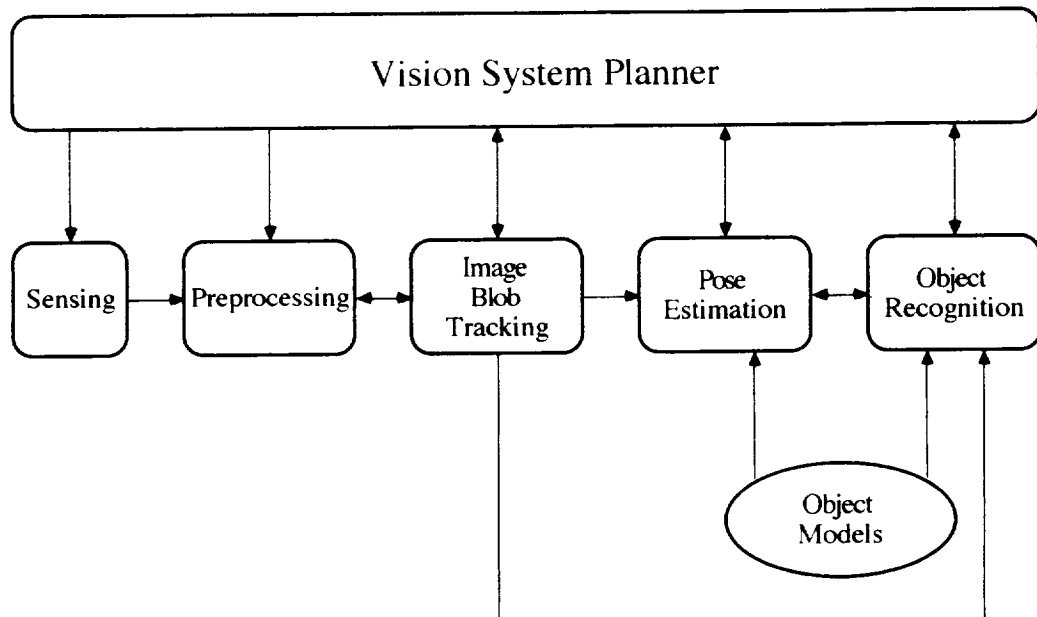 Vision System Planner
Sensing
Preprocessing
Image
Blob
Tracking
Pose
Estimation
Object
Recognition
Object
Models